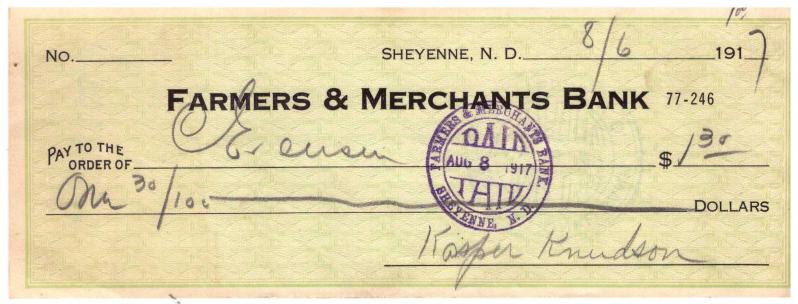 No. SHEYENNE, N. D. 8/6 1917
FARMERS & MERCHANTS BANK 77-246
PAY TO THE
ORDER OF $ 1 30
One 30/100 DOLLARS
FARMERS & MERCHANTS BANK.
PAID
AUG 8 1917
PAID
SHEYENNE, N. D.
Kasper Knudson